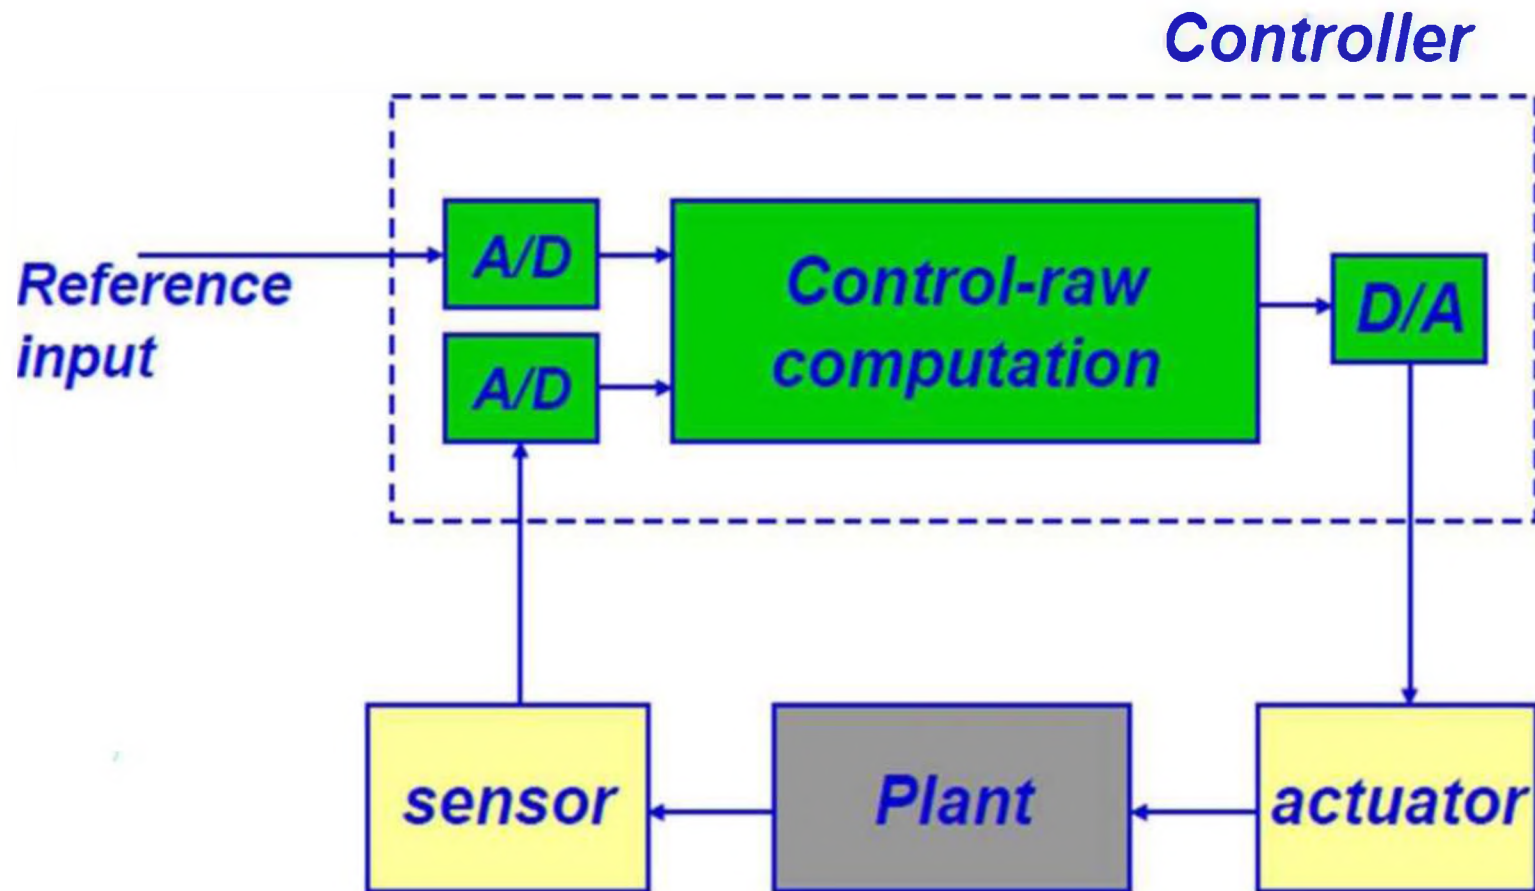 Controller
A/D
Control-raw
computation
D/A
Reference
input
A/D
sensor
Plant
actuator